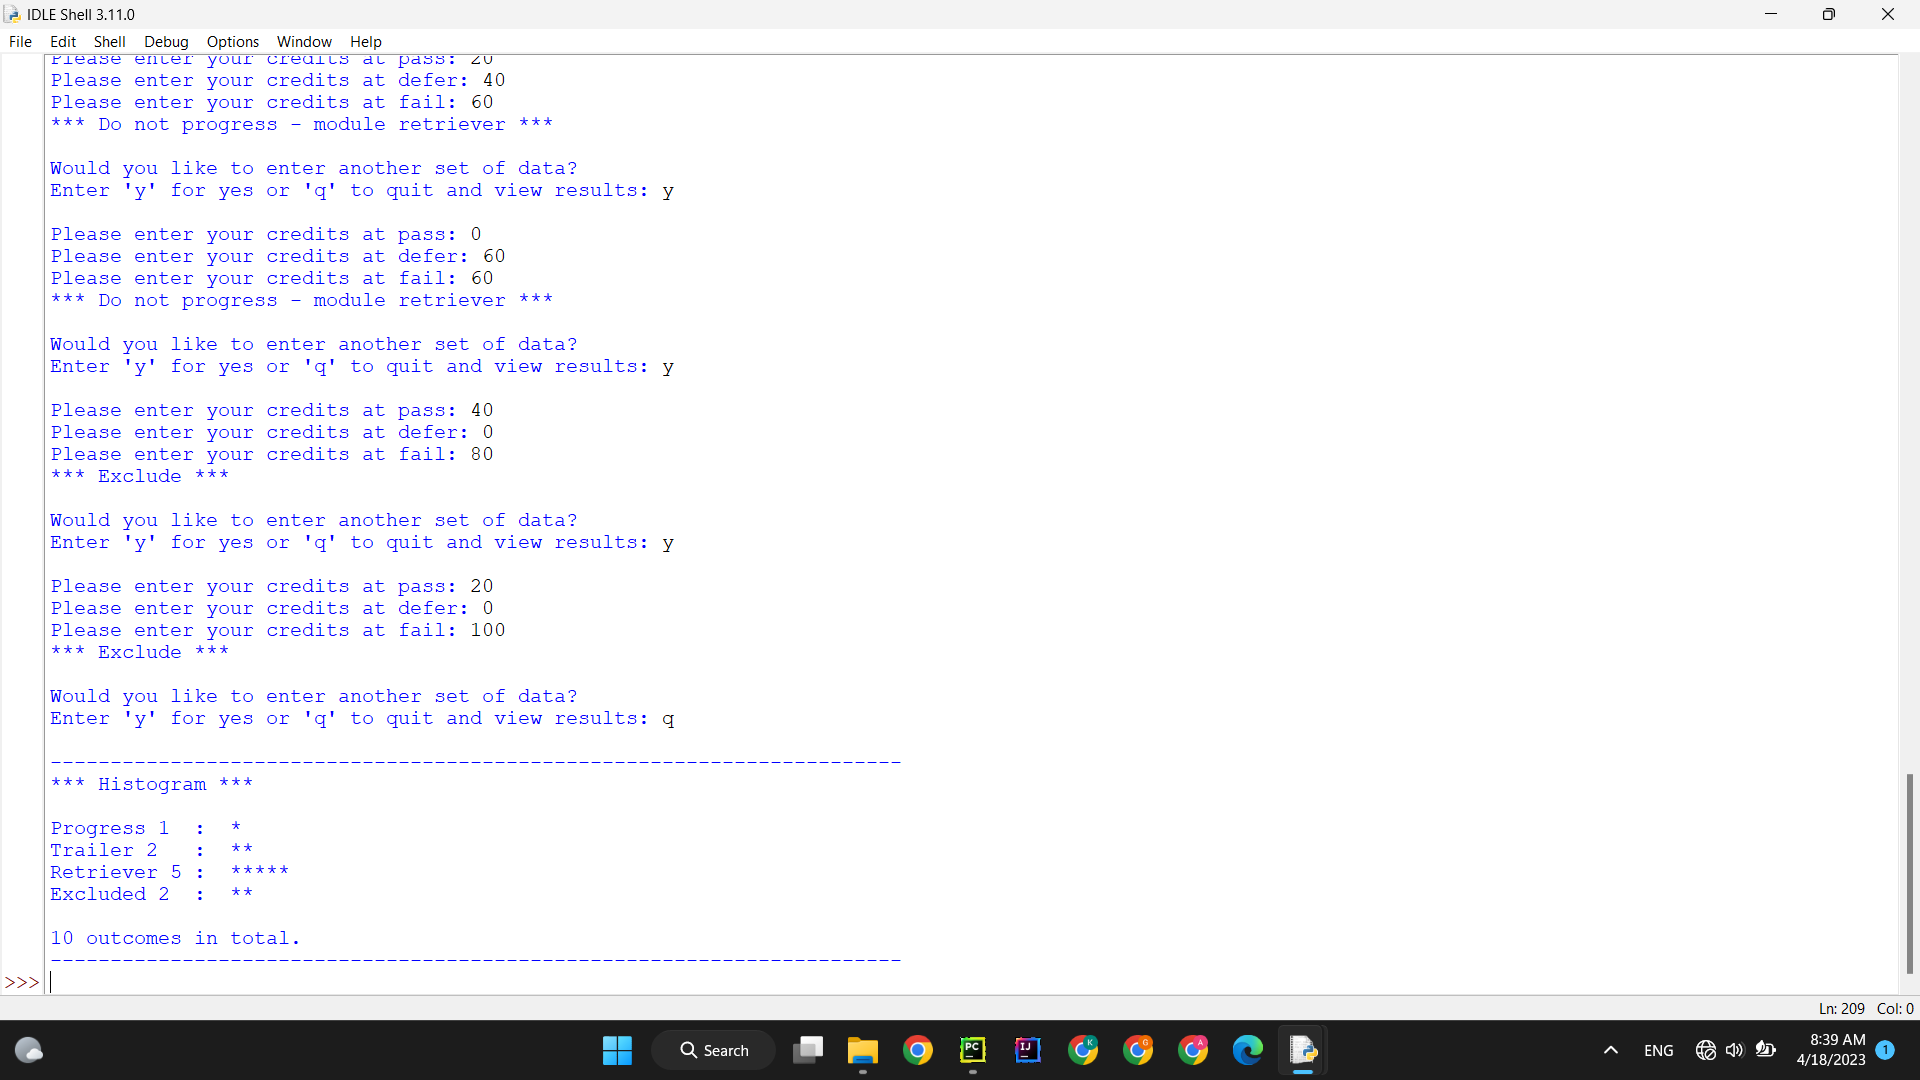 IDLE Shell 3.11.0
File Edit Shell Debug Options Window Help
Please enter your credits at pass: 20
Please enter your credits at defer: 40
Please enter your credits at fail: 60
*** Do not progress - module retriever ***
Would you like to enter another set of data?
Enter 'y' for yes or 'q' to quit and view results: y
Please enter your credits at pass: 0
Please enter your credits at defer: 60
Please enter your credits at fail: 60
*** Do not progress - module retriever ***
Would you like to enter another set of data?
Enter 'y' for yes or 'q' to quit and view results: y
Please enter your credits at pass: 40
Please enter your credits at defer: 0
Please enter your credits at fail: 80
*** Exclude ***
Would you like to enter another set of data?
Enter 'y' for yes or 'q' to quit and view results: y
Please enter your credits at pass: 20
Please enter your credits at defer: 0
Please enter your credits at fail: 100
*** Exclude ***
Would you like to enter another set of data?
Enter 'y' for yes or 'q' to quit and view results: q
-----------------------------------------------------------------------
*** Histogram ***
Progress 1  :  *
Trailer 2   :  **
Retriever 5 :  *****
Excluded 2  :  **
10 outcomes in total.
-----------------------------------------------------------------------
>>>
Ln: 209 Col: 0
Search
PC
IJ
K
G
A
ENG
8:39 AM
4/18/2023
1